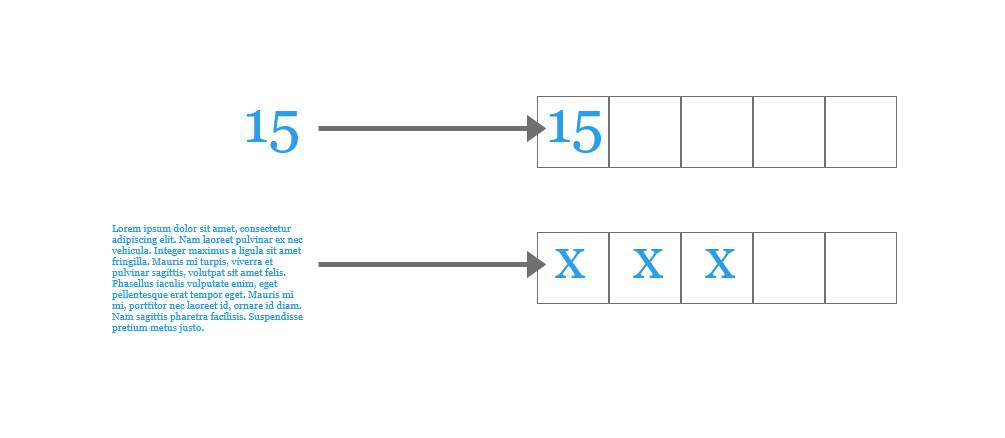 15 15
Lorem ipsum dolor sit amet, consectetur
adipiscing elit. Nam laoreet pulvinar ex nec
vehicula. Integer maximus a ligula sit amet
fringilla. Mauris mi turpis, viverra et
pulvinar sagittis, volutpat sit amet felis.
Phasellus iaculis vulputate enim, eget
pellentesque erat tempor eget. Mauris mi
mi, porttitor nec laoreet id, ornare id diam.
Nam sagittis pharetra facilisis. Suspendisse
pretium metus justo.
x x x